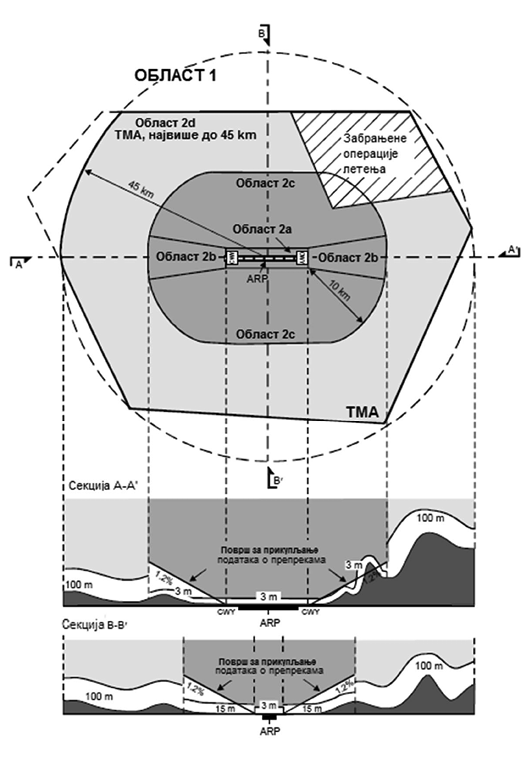 B
ОБЛАСТ 1
Област 2d
ТМА, највише до 45 km
Забрањене
операције
летења
45 km
Област 2c
Област 2a
Област 2b
CWY
Област 2b
A
A'
ARP
10 km
Област 2c
ТМА
B'
Секција A-A'
100 m
Површ за прикупљање
података о препрекама
1,2%
3 m
3 m
3 m
1,2%
100 m
CWY
CWY
ARP
Секција B-B'
Површ за прикупљање
података о препрекама
100 m
1,2%
1,2%
100 m
15 m
3 m
15 m
ARP